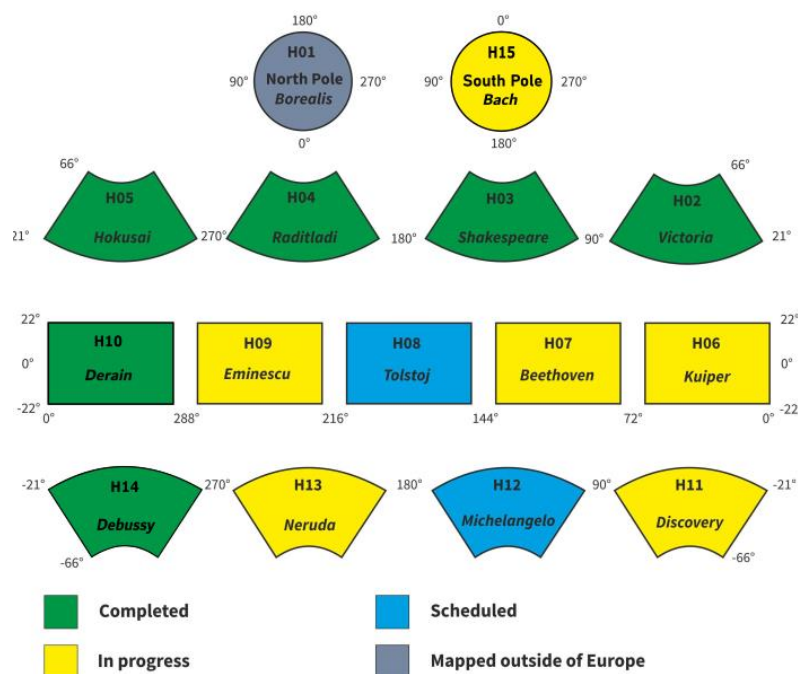 180° 0°
H01 H15
90° North Pole 270° 90° South Pole 270°
Borealis Bach
0° 180°
66° 66°
H05 H04 H03 H02
21° Hokusai 270° Raditladi 180° Shakespeare 90° Victoria 21°
22° 22°
H10 H09 H08 H07 H06
0° Derain Eminescu Tolstoj Beethoven Kuiper 0°
-22° -22°
0° 288° 216° 144° 72° 0°
-21° H14 270° H13 180° H12 90° H11 -21°
Debussy Neruda Michelangelo Discovery
-66° -66°
Completed Scheduled
In progress Mapped outside of Europe